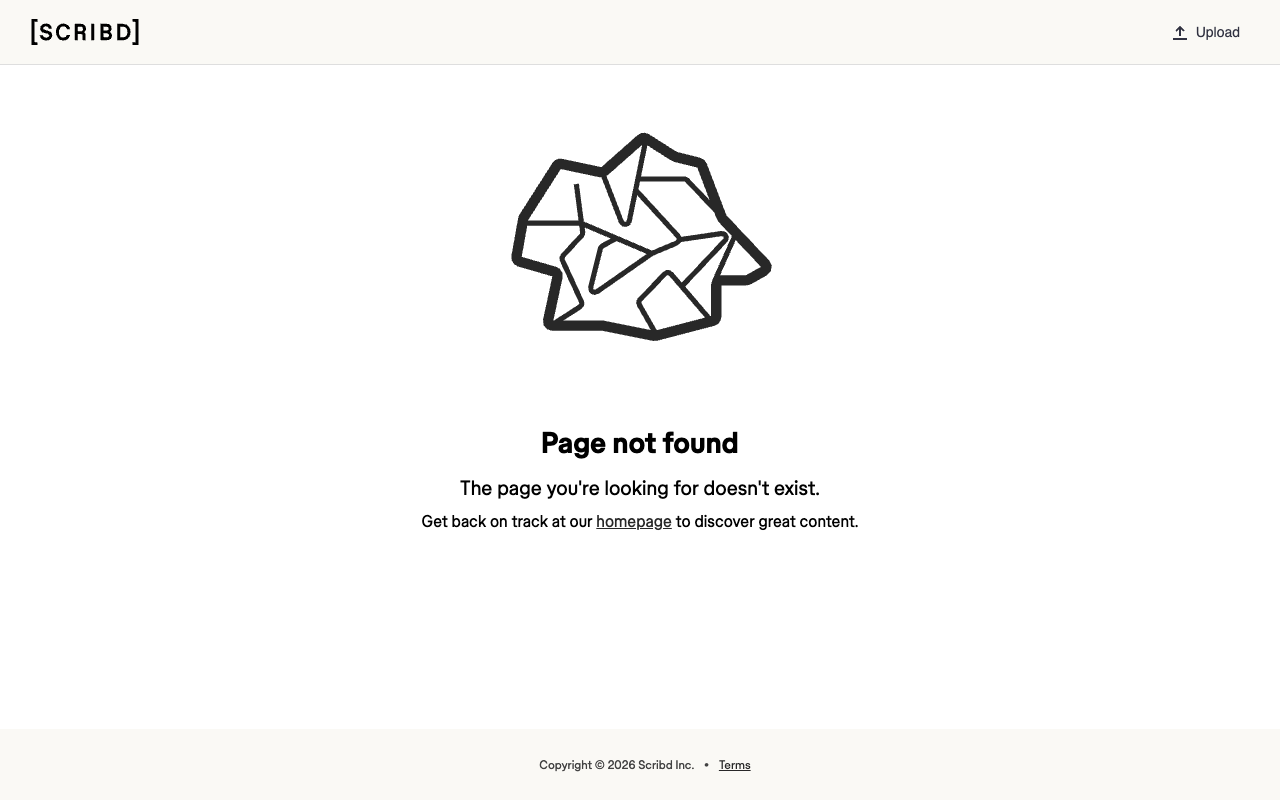 [SCRIBD]
Upload
Page not found
The page you're looking for doesn't exist.
Get back on track at our homepage to discover great content.
Copyright © 2026 Scribd Inc. • Terms